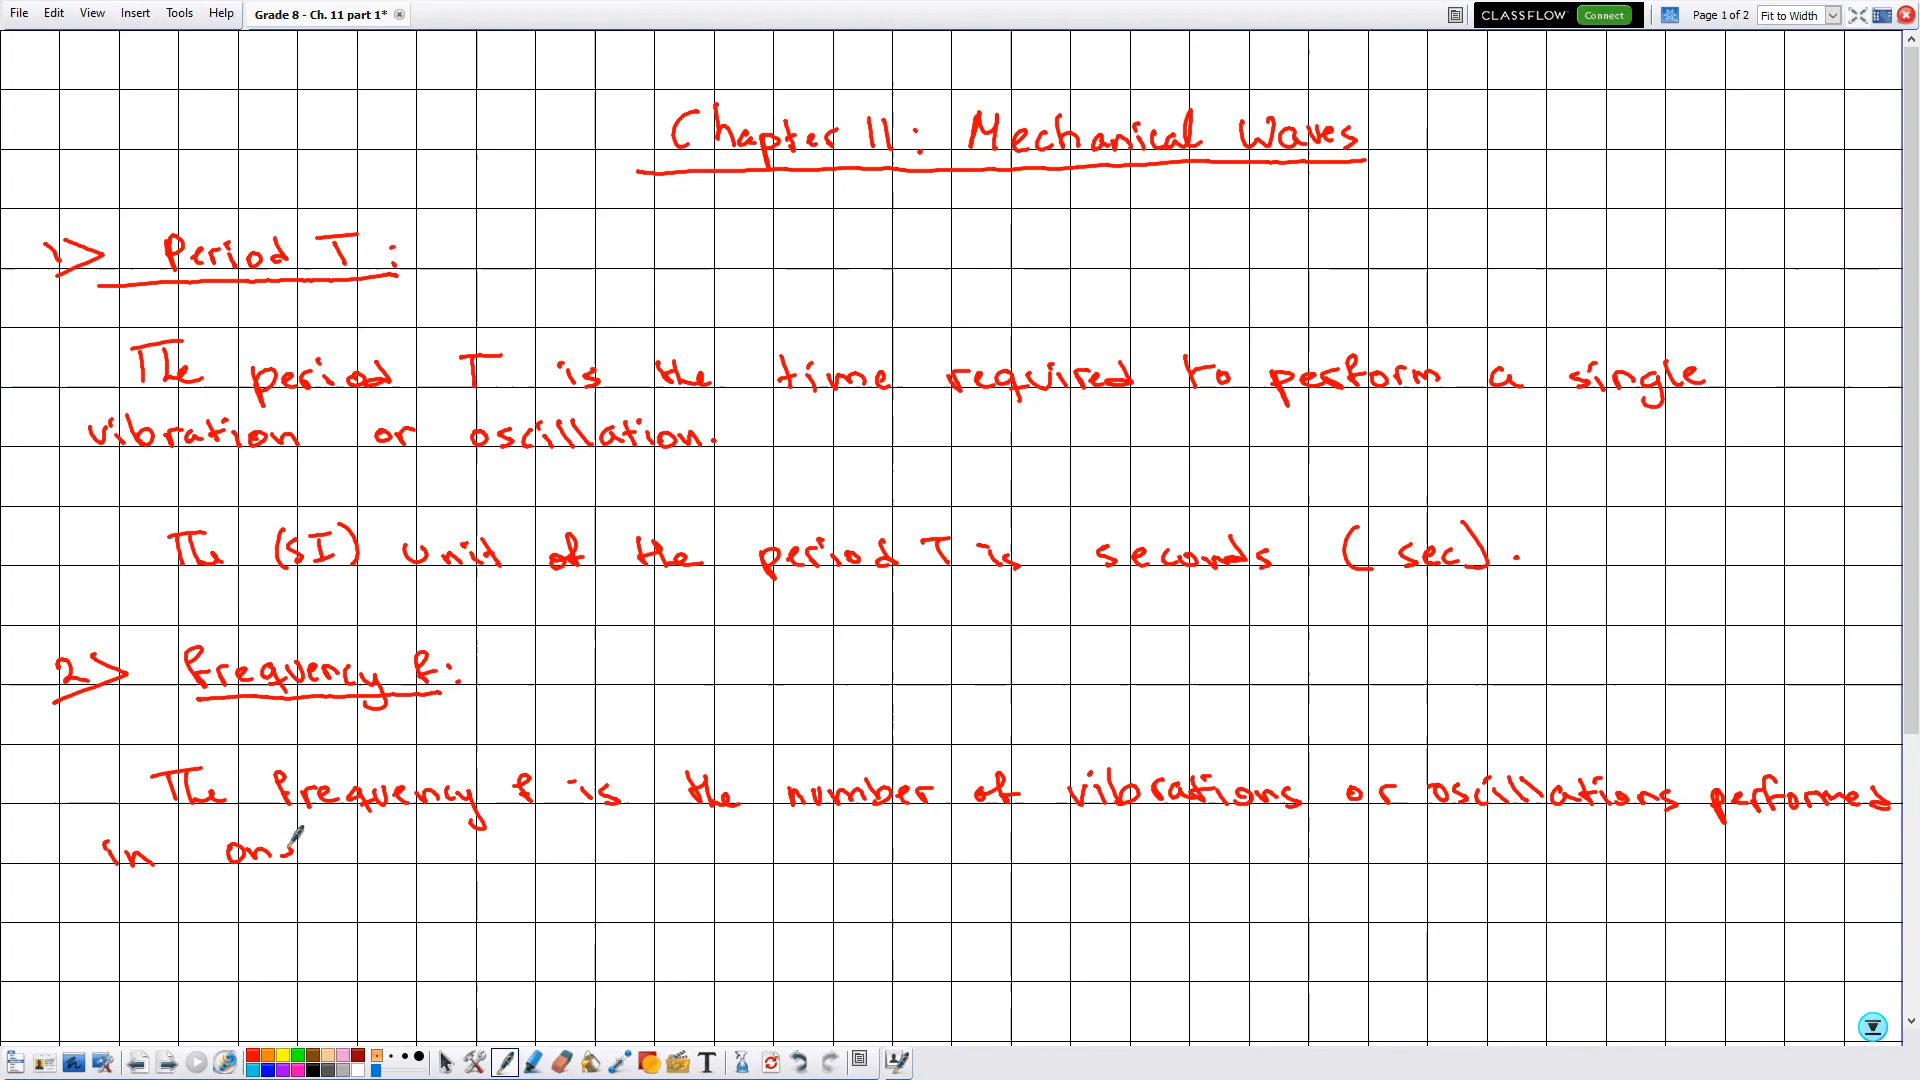 File Edit View Insert Tools Help Grade 8 - Ch. 11 part 1* CLASSFLOW Connect Page 1 of 2 Fit to Width
Chapter 11: Mechanical Waves
1> Period T:
The period T is the time required to perform a single
vibration or oscillation.
The (SI) unit of the period T is seconds (sec).
2> frequency f:
The frequency f is the number of vibrations or oscillations performed
in
T